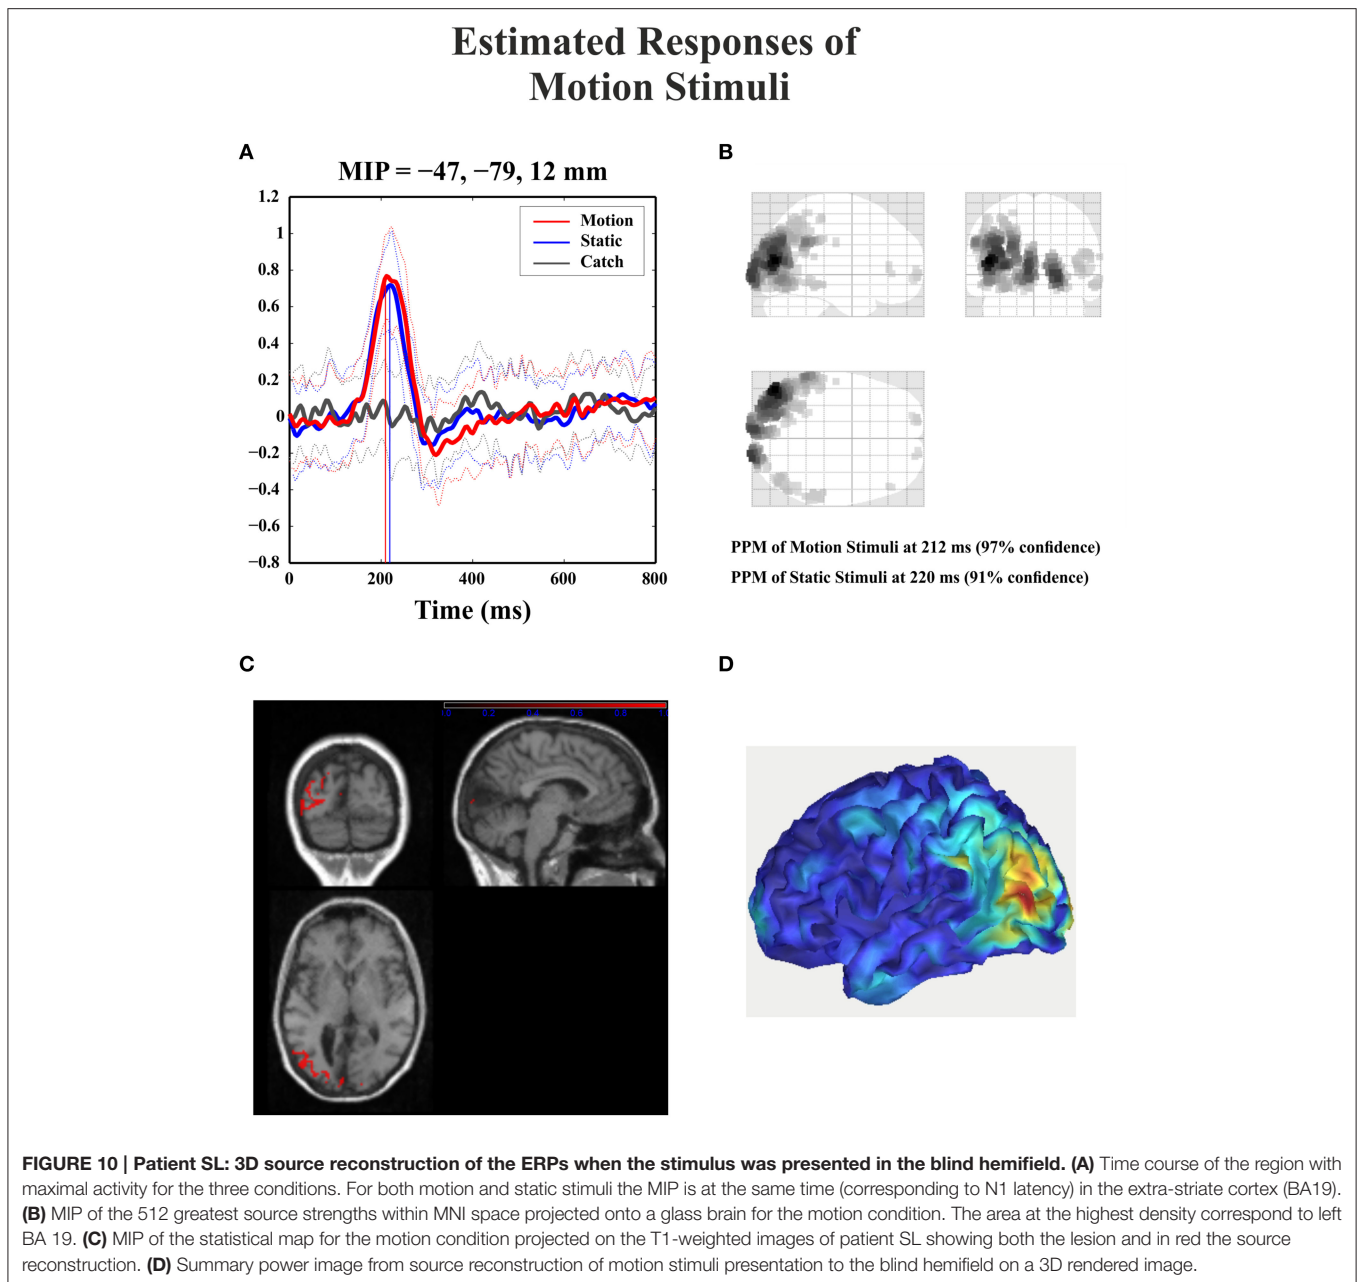 Estimated Responses of
Motion Stimuli
A
MIP = −47, −79, 12 mm
1.2
1
0.8
0.6
0.4
0.2
0
−0.2
−0.4
−0.6
−0.8
Motion
Static
Catch
0 200 400 600 800
Time (ms)
B
PPM of Motion Stimuli at 212 ms (97% confidence)
PPM of Static Stimuli at 220 ms (91% confidence)
C
0.2 0.4 0.6 0.8
D
FIGURE 10 | Patient SL: 3D source reconstruction of the ERPs when the stimulus was presented in the blind hemifield. (A) Time course of the region with
maximal activity for the three conditions. For both motion and static stimuli the MIP is at the same time (corresponding to N1 latency) in the extra-striate cortex (BA19).
(B) MIP of the 512 greatest source strengths within MNI space projected onto a glass brain for the motion condition. The area at the highest density correspond to left
BA 19. (C) MIP of the statistical map for the motion condition projected on the T1-weighted images of patient SL showing both the lesion and in red the source
reconstruction. (D) Summary power image from source reconstruction of motion stimuli presentation to the blind hemifield on a 3D rendered image.